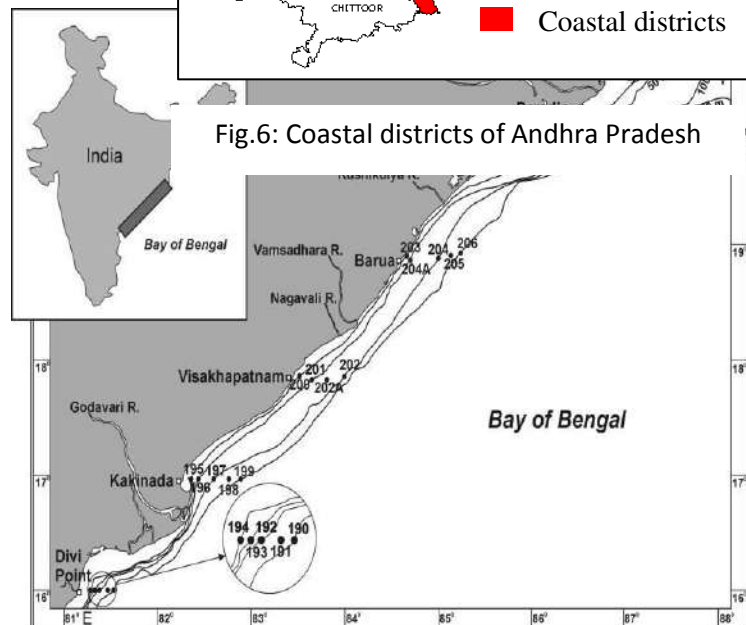 CHITTOOR
Coastal districts
Fig.6: Coastal districts of Andhra Pradesh
India
Bay of Bengal
Vamsadhara R.
Barua
203
204A
204
205
206
19
Nagavali R.
18
18
Visakhapatnam
200
201
202A
202
Bay of Bengal
Godavari R.
Kakinada
195
196
197
198
199
17
17
194
193
192
191
190
Divi
Point
16
16
81° E
82
83
84
85
86
87
88